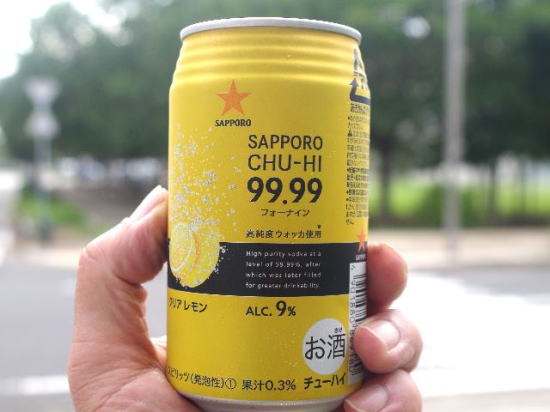 SAPPORO
SAPPORO
CHU-HI
99.99
フォーナイン
高純度ウォッカ使用*
High purity vodka at a
level of 99.99%, after
which was later filled
for greater drinkability.
クリア レモン
ALC. 9%
お酒
スピリッツ(発泡性)① 果汁0.3% チューハイ